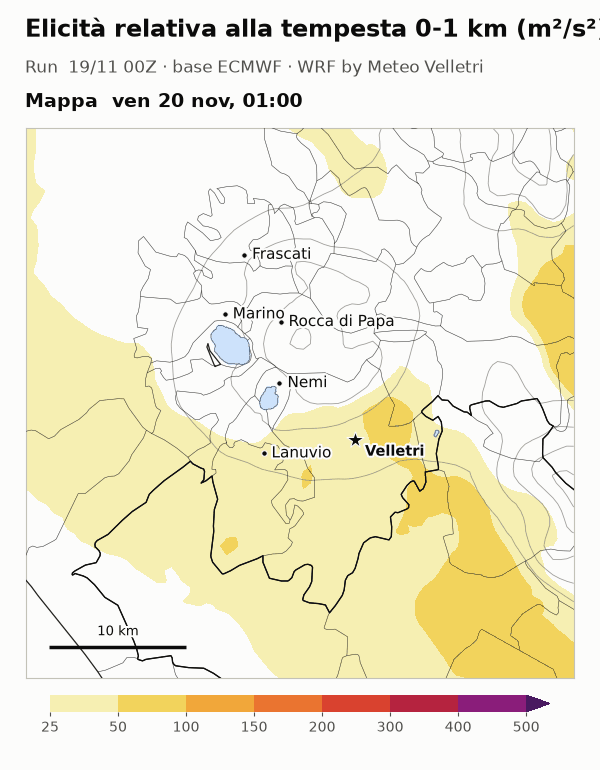 Elicità relativa alla tempesta 0-1 km (m²/s²)
Run 19/11 00Z · base ECMWF · WRF by Meteo Velletri
Mappa ven 20 nov, 01:00
Frascati
Marino
Rocca di Papa
Nemi
Velletri
Lanuvio
10 km
25 50 100 150 200 300 400 500